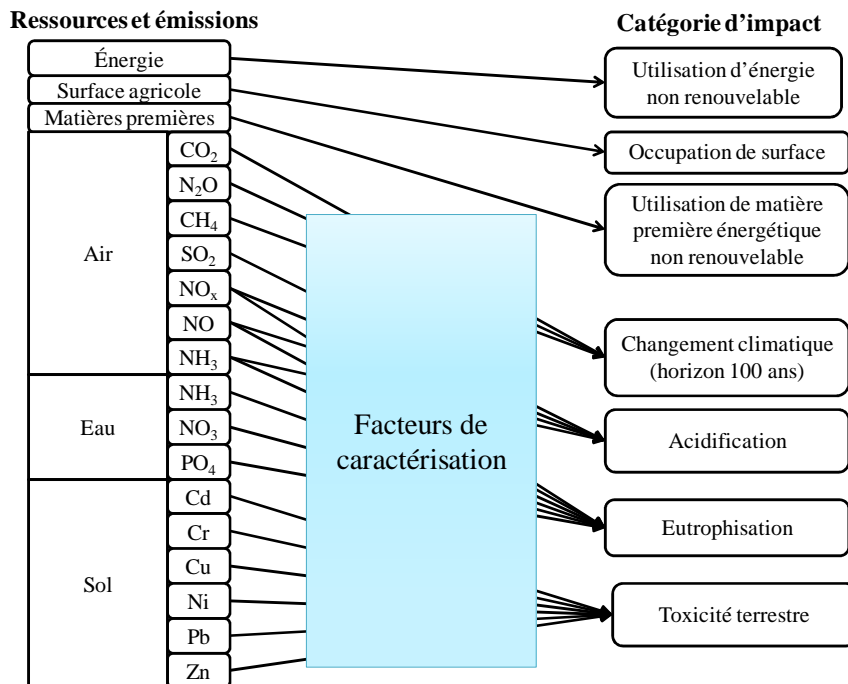 Ressources et émissions
Catégorie d'impact
Énergie
Surface agricole
Matières premières
Air
CO₂
N₂O
CH₄
SO₂
NOₓ
NO
NH₃
Eau
NH₃
NO₃
PO₄
Sol
Cd
Cr
Cu
Ni
Pb
Zn
Facteurs de
caractérisation
Utilisation d'énergie
non renouvelable
Occupation de surface
Utilisation de matière
première énergétique
non renouvelable
Changement climatique
(horizon 100 ans)
Acidification
Eutrophisation
Toxicité terrestre